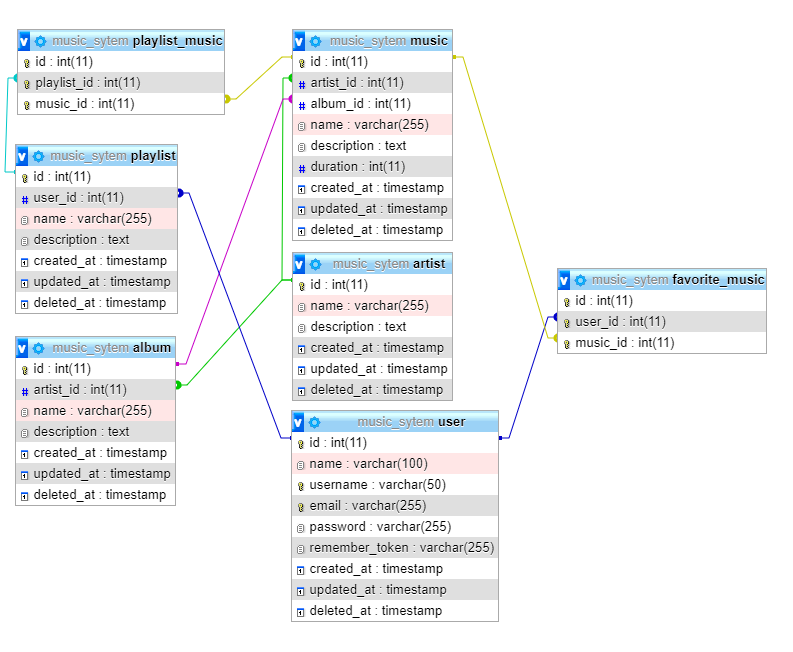 music_sytem playlist_music
id : int(11)
playlist_id : int(11)
music_id : int(11)
music_sytem playlist
id : int(11)
user_id : int(11)
name : varchar(255)
description : text
created_at : timestamp
updated_at : timestamp
deleted_at : timestamp
music_sytem album
id : int(11)
artist_id : int(11)
name : varchar(255)
description : text
created_at : timestamp
updated_at : timestamp
deleted_at : timestamp
music_sytem music
id : int(11)
artist_id : int(11)
album_id : int(11)
name : varchar(255)
description : text
duration : int(11)
created_at : timestamp
updated_at : timestamp
deleted_at : timestamp
music_sytem artist
id : int(11)
name : varchar(255)
description : text
created_at : timestamp
updated_at : timestamp
deleted_at : timestamp
music_sytem user
id : int(11)
name : varchar(100)
username : varchar(50)
email : varchar(255)
password : varchar(255)
remember_token : varchar(255)
created_at : timestamp
updated_at : timestamp
deleted_at : timestamp
music_sytem favorite_music
id : int(11)
user_id : int(11)
music_id : int(11)